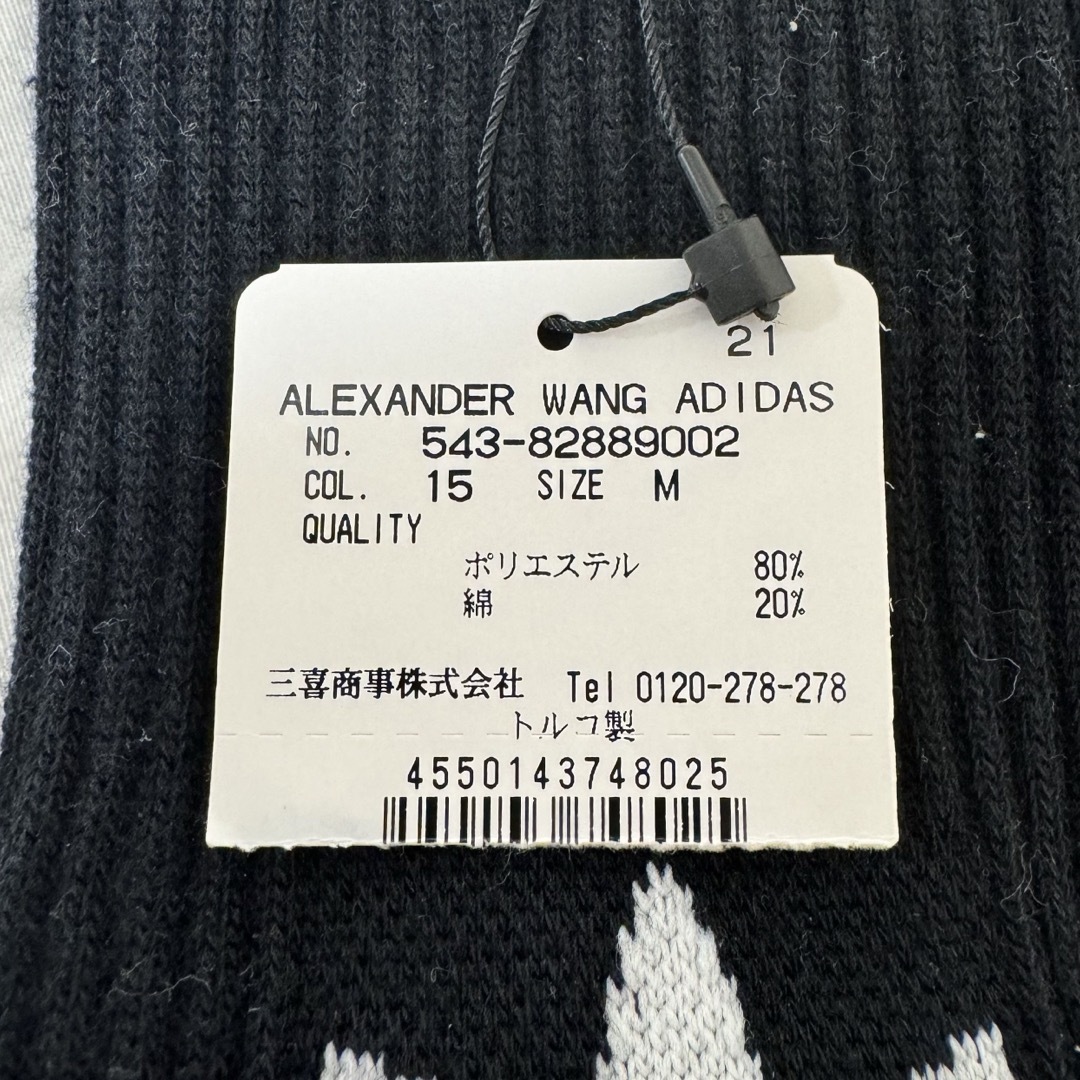 21
ALEXANDER WANG ADIDAS
NO. 543-82889002
COL. 15 SIZE M
QUALITY
ポリエステル 80%
綿 20%
三喜商事株式会社 Tel 0120-278-278
トルコ製
4550143748025